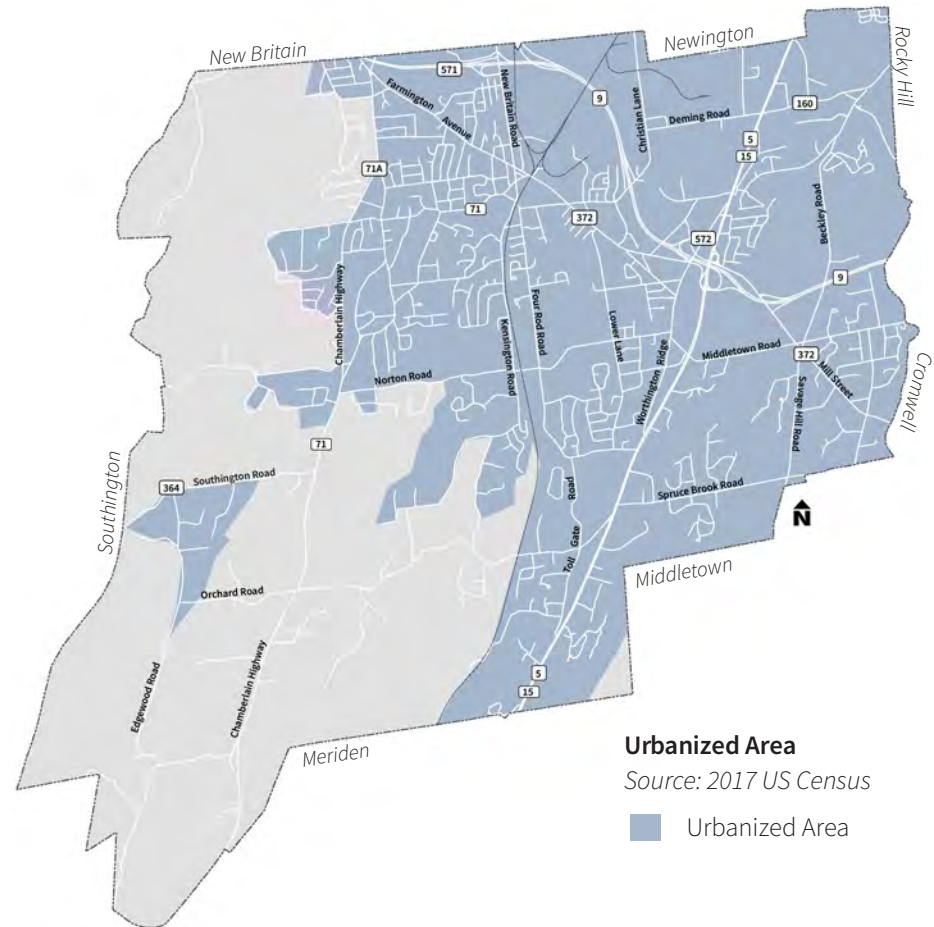 New Britain
Newington
Rocky Hill
571
Farmington Avenue
New Britain Road
9
Christian Lane
160
Deming Road
5
15
71A
71
372
572
Beckley Road
9
Chamberlain Highway
Four Rod Road
Kensington Road
Lower Lane
Worthington Ridge
Middletown Road
372
Mill Street
Cromwell
Norton Road
Savage Hill Road
71
Southington Road
364
Southington
Spruce Brook Road
N
Toll Gate Road
Middletown
Orchard Road
Edgewood Road
Chamberlain Highway
5
15
Meriden
Urbanized Area
Source: 2017 US Census
Urbanized Area